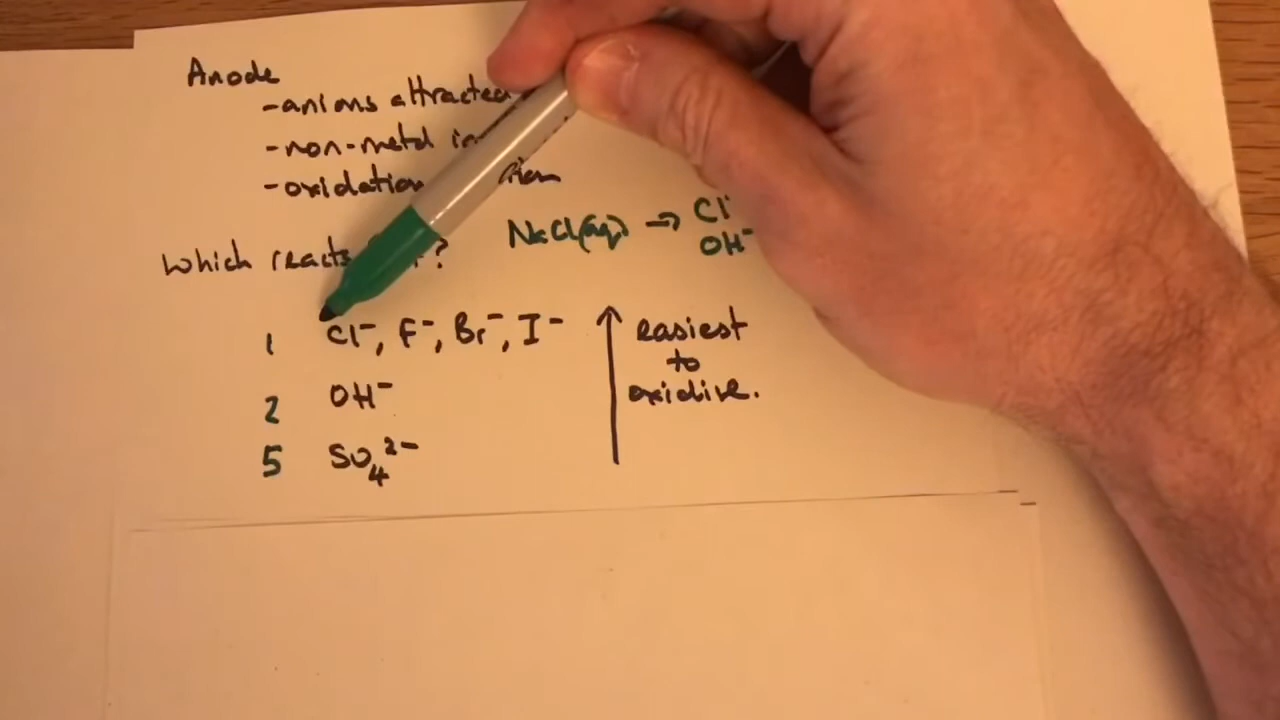 Anode
-anions attracted
-non-metal
-oxidation
NaCl(aq) → Cl⁻
OH⁻
Which reacts ?
1 Cl⁻, F⁻, Br⁻, I⁻
2 OH⁻
5 SO₄²⁻
easiest
to
oxidise.